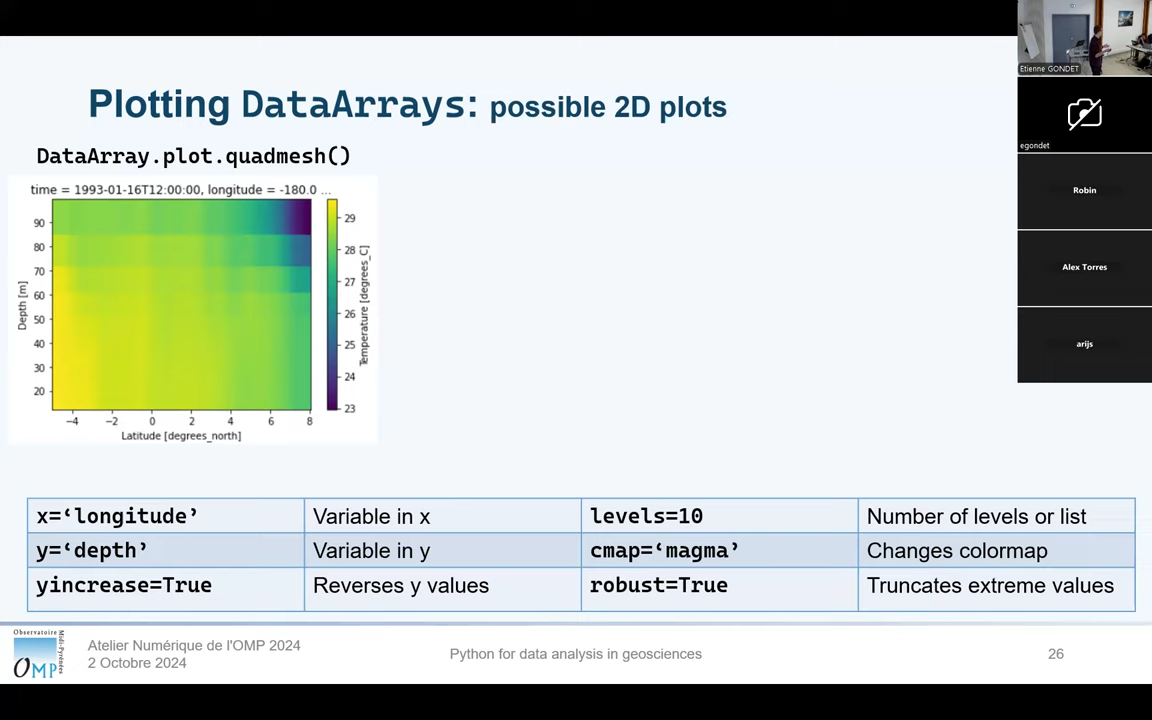 Plotting DataArrays: possible 2D plots
DataArray.plot.quadmesh()
time = 1993-01-16T12:00:00, longitude = -180.0 ...
90
80
70
60
50
40
30
20
Depth [m]
−4
−2
0
2
4
6
8
Latitude [degrees_north]
29
28
27
26
25
24
23
Temperature [degrees_C]
x=‘longitude’ Variable in x levels=10 Number of levels or list
y=‘depth’ Variable in y cmap=‘magma’ Changes colormap
yincrease=True Reverses y values robust=True Truncates extreme values
Observatoire
Midi-Pyrénées
OMP
Atelier Numérique de l'OMP 2024
2 Octobre 2024
Python for data analysis in geosciences
26
Etienne GONDET
egondet
Robin
Alex Torres
arijs